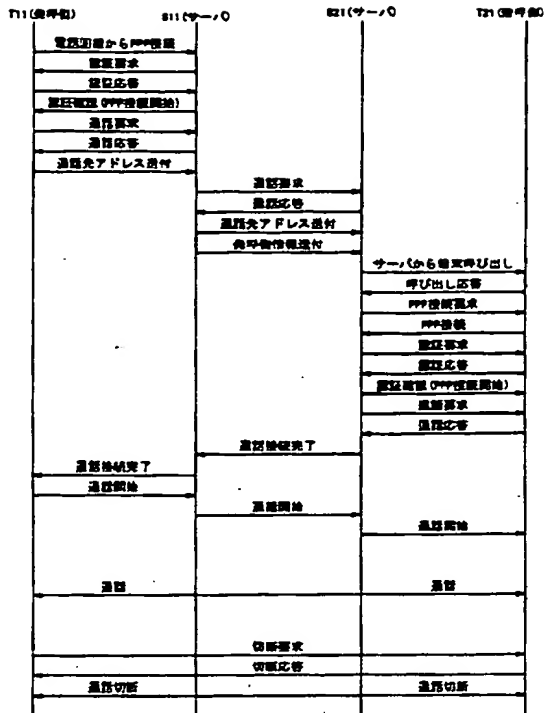 T11(発呼側)
S11(サーバ)
S21(サーバ)
T21(着呼側)
電話回線からPPP接続
認証要求
認証応答
認証確認(PPP接続開始)
通話要求
通話応答
通話先アドレス送付
通話要求
通話応答
通話先アドレス送付
発呼側情報送付
サーバから端末呼び出し
呼び出し応答
PPP接続要求
PPP接続
認証要求
認証応答
認証確認(PPP接続開始)
通話要求
通話応答
通話接続完了
通話接続完了
通話開始
通話開始
通話開始
通話
通話
切断要求
切断応答
通話切断
通話切断